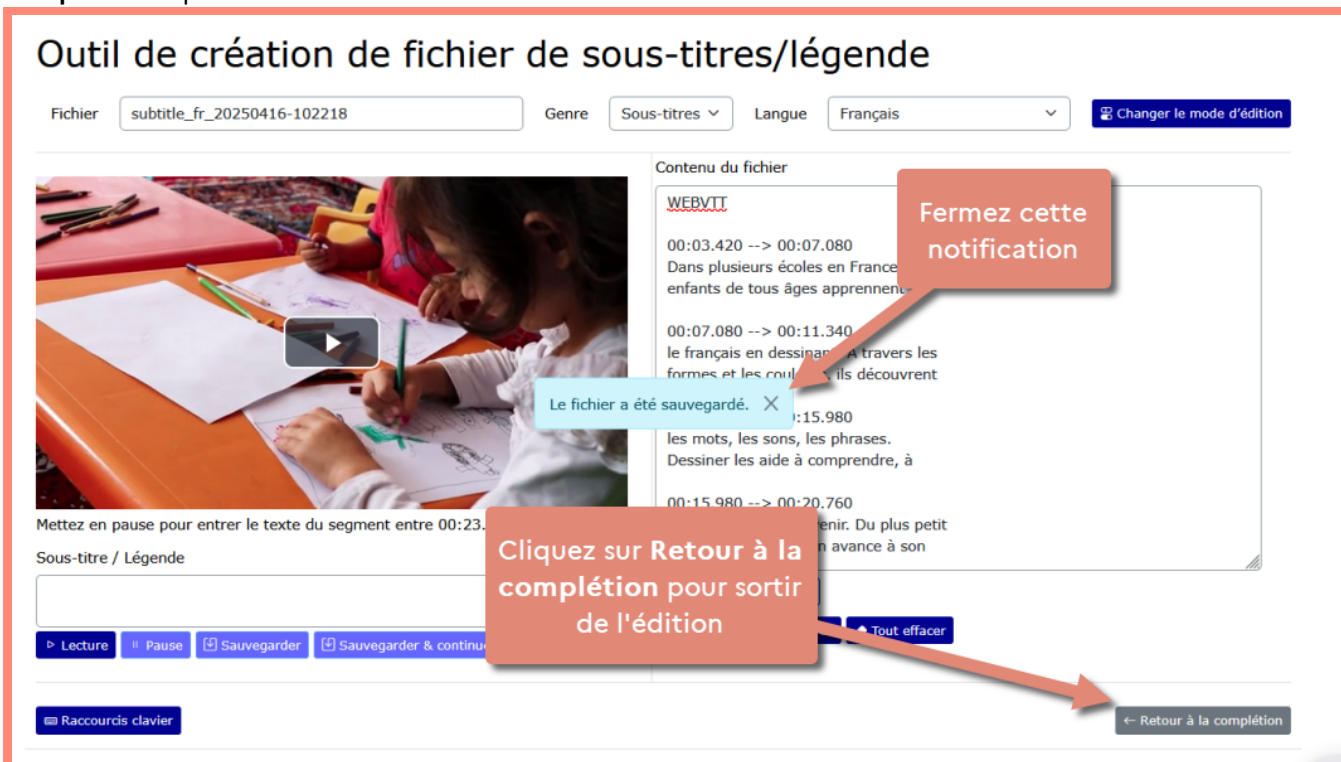 Outil de création de fichier de sous-titres/légende
Fichier
subtitle_fr_20250416-102218
Genre
Sous-titres
Langue
Français
Changer le mode d'édition
Contenu du fichier
WEBVTT
00:03.420 --> 00:07.080
Dans plusieurs écoles en France
enfants de tous âges apprennent
00:07.080 --> 00:11.340
le français en dessinant. A travers les
formes et les ils découvrent
:15.980
les mots, les sons, les phrases.
Dessiner les aide à comprendre, à
00:15.980 --> 00:20.760
Du plus petit
avance à son
Fermez cette
notification
Le fichier a été sauvegardé.
Mettez en pause pour entrer le texte du segment entre 00:23.
Sous-titre / Légende
Cliquez sur Retour à la
complétion pour sortir
de l'édition
Lecture
Pause
Sauvegarder
Sauvegarder & continue
Tout effacer
Raccourcis clavier
← Retour à la complétion